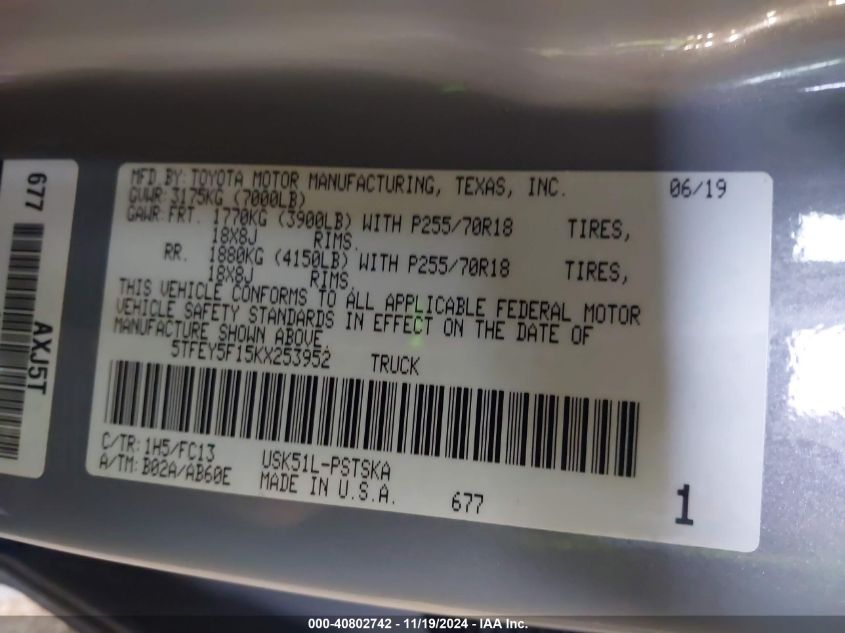 677
AXJ5T
MFD.BY: TOYOTA MOTOR MANUFACTURING, TEXAS, INC. 06/19
GVWR: 3175KG (7000LB)
GAWR: FRT. 1770KG (3900LB) WITH P255/70R18 TIRES,
18X8J RIMS.
RR. 1880KG (4150LB) WITH P255/70R18 TIRES,
18X8J RIMS.
THIS VEHICLE CONFORMS TO ALL APPLICABLE FEDERAL MOTOR
VEHICLE SAFETY STANDARDS IN EFFECT ON THE DATE OF
MANUFACTURE SHOWN ABOVE.
5TFEY5F15KX253952 TRUCK
C/TR: 1H5/FC13 USK51L-PSTSKA
A/TM: B02A/AB60E MADE IN U.S.A. 677 1
000-40802742 - 11/19/2024 - IAA Inc.